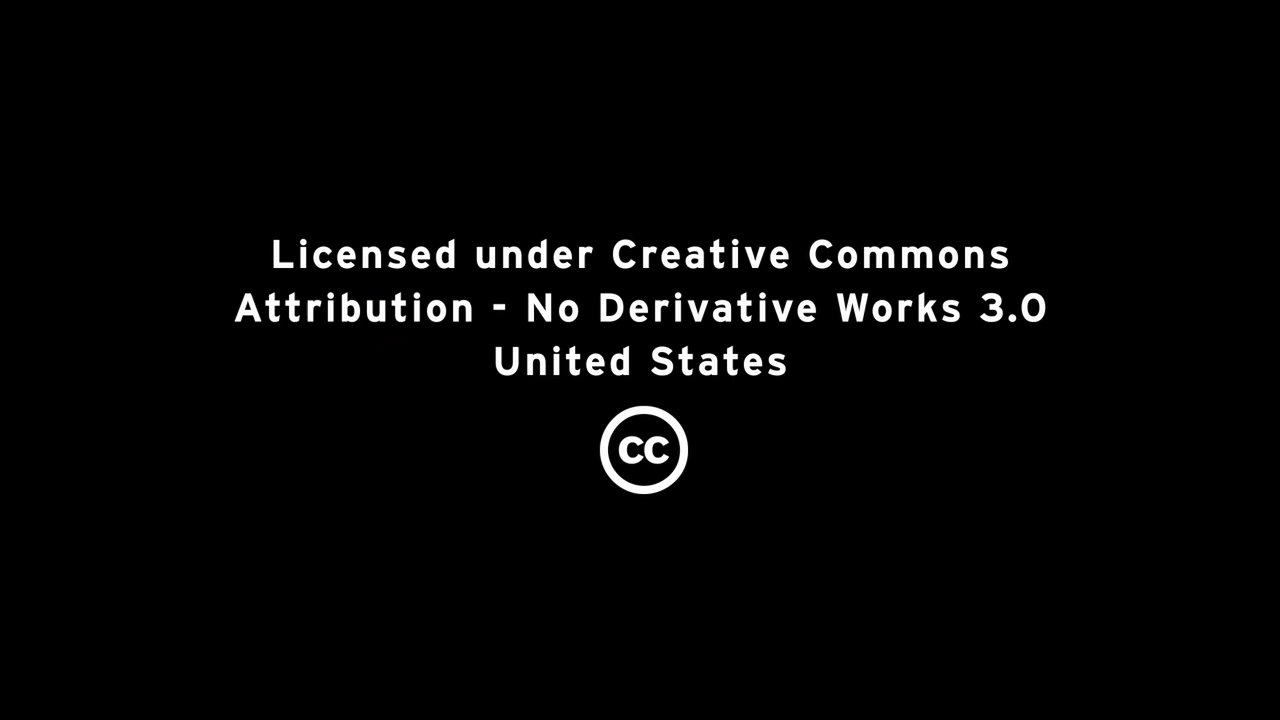 Licensed under Creative Commons
Attribution - No Derivative Works 3.0
United States
cc